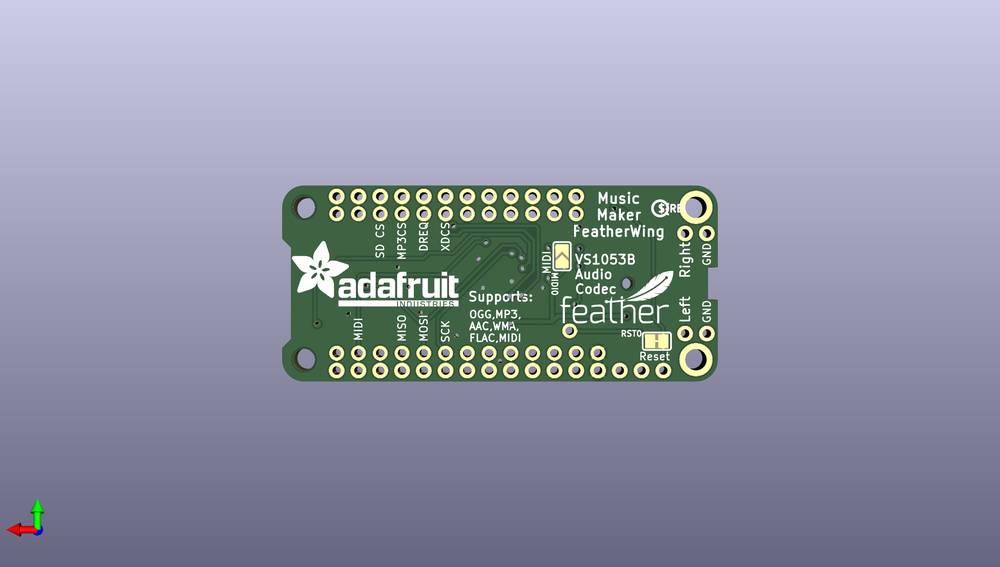 Music
Maker
FeatherWing
SD CS
MP3CS
DREQ
XDCS
Right
GND
MIDI
MIDIO
VS1053B
Audio
Codec
adafruit
INDUSTRIES
Supports:
OGG,MP3,
AAC,WMA,
FLAC,MIDI
feather
Left
GND
MIDI
MISO
MOSI
SCK
RST0
Reset